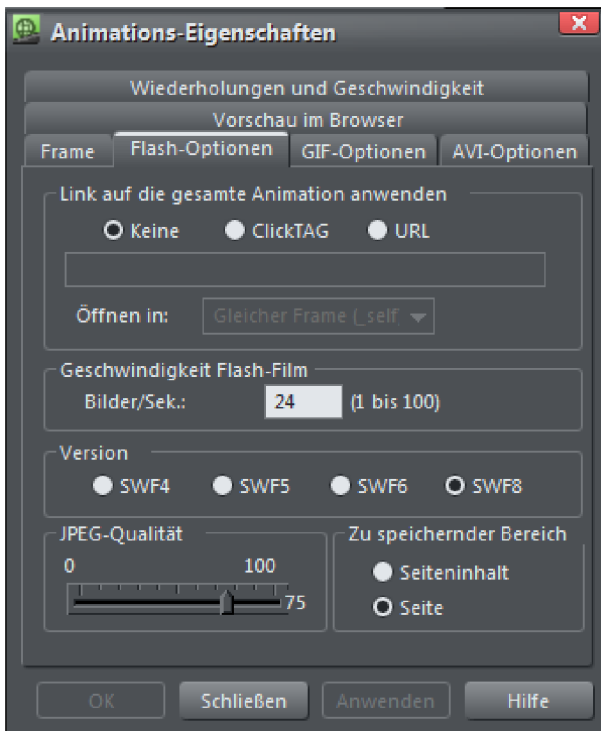 Animations-Eigenschaften
Wiederholungen und Geschwindigkeit
Vorschau im Browser
Frame Flash-Optionen GIF-Optionen AVI-Optionen
Link auf die gesamte Animation anwenden
Keine ClickTAG URL
Öffnen in: Gleicher Frame (_self)
Geschwindigkeit Flash-Film
Bilder/Sek.: 24 (1 bis 100)
Version
SWF4 SWF5 SWF6 SWF8
JPEG-Qualität
0 100
75
Zu speichernder Bereich
Seiteninhalt
Seite
OK Schließen Anwenden Hilfe